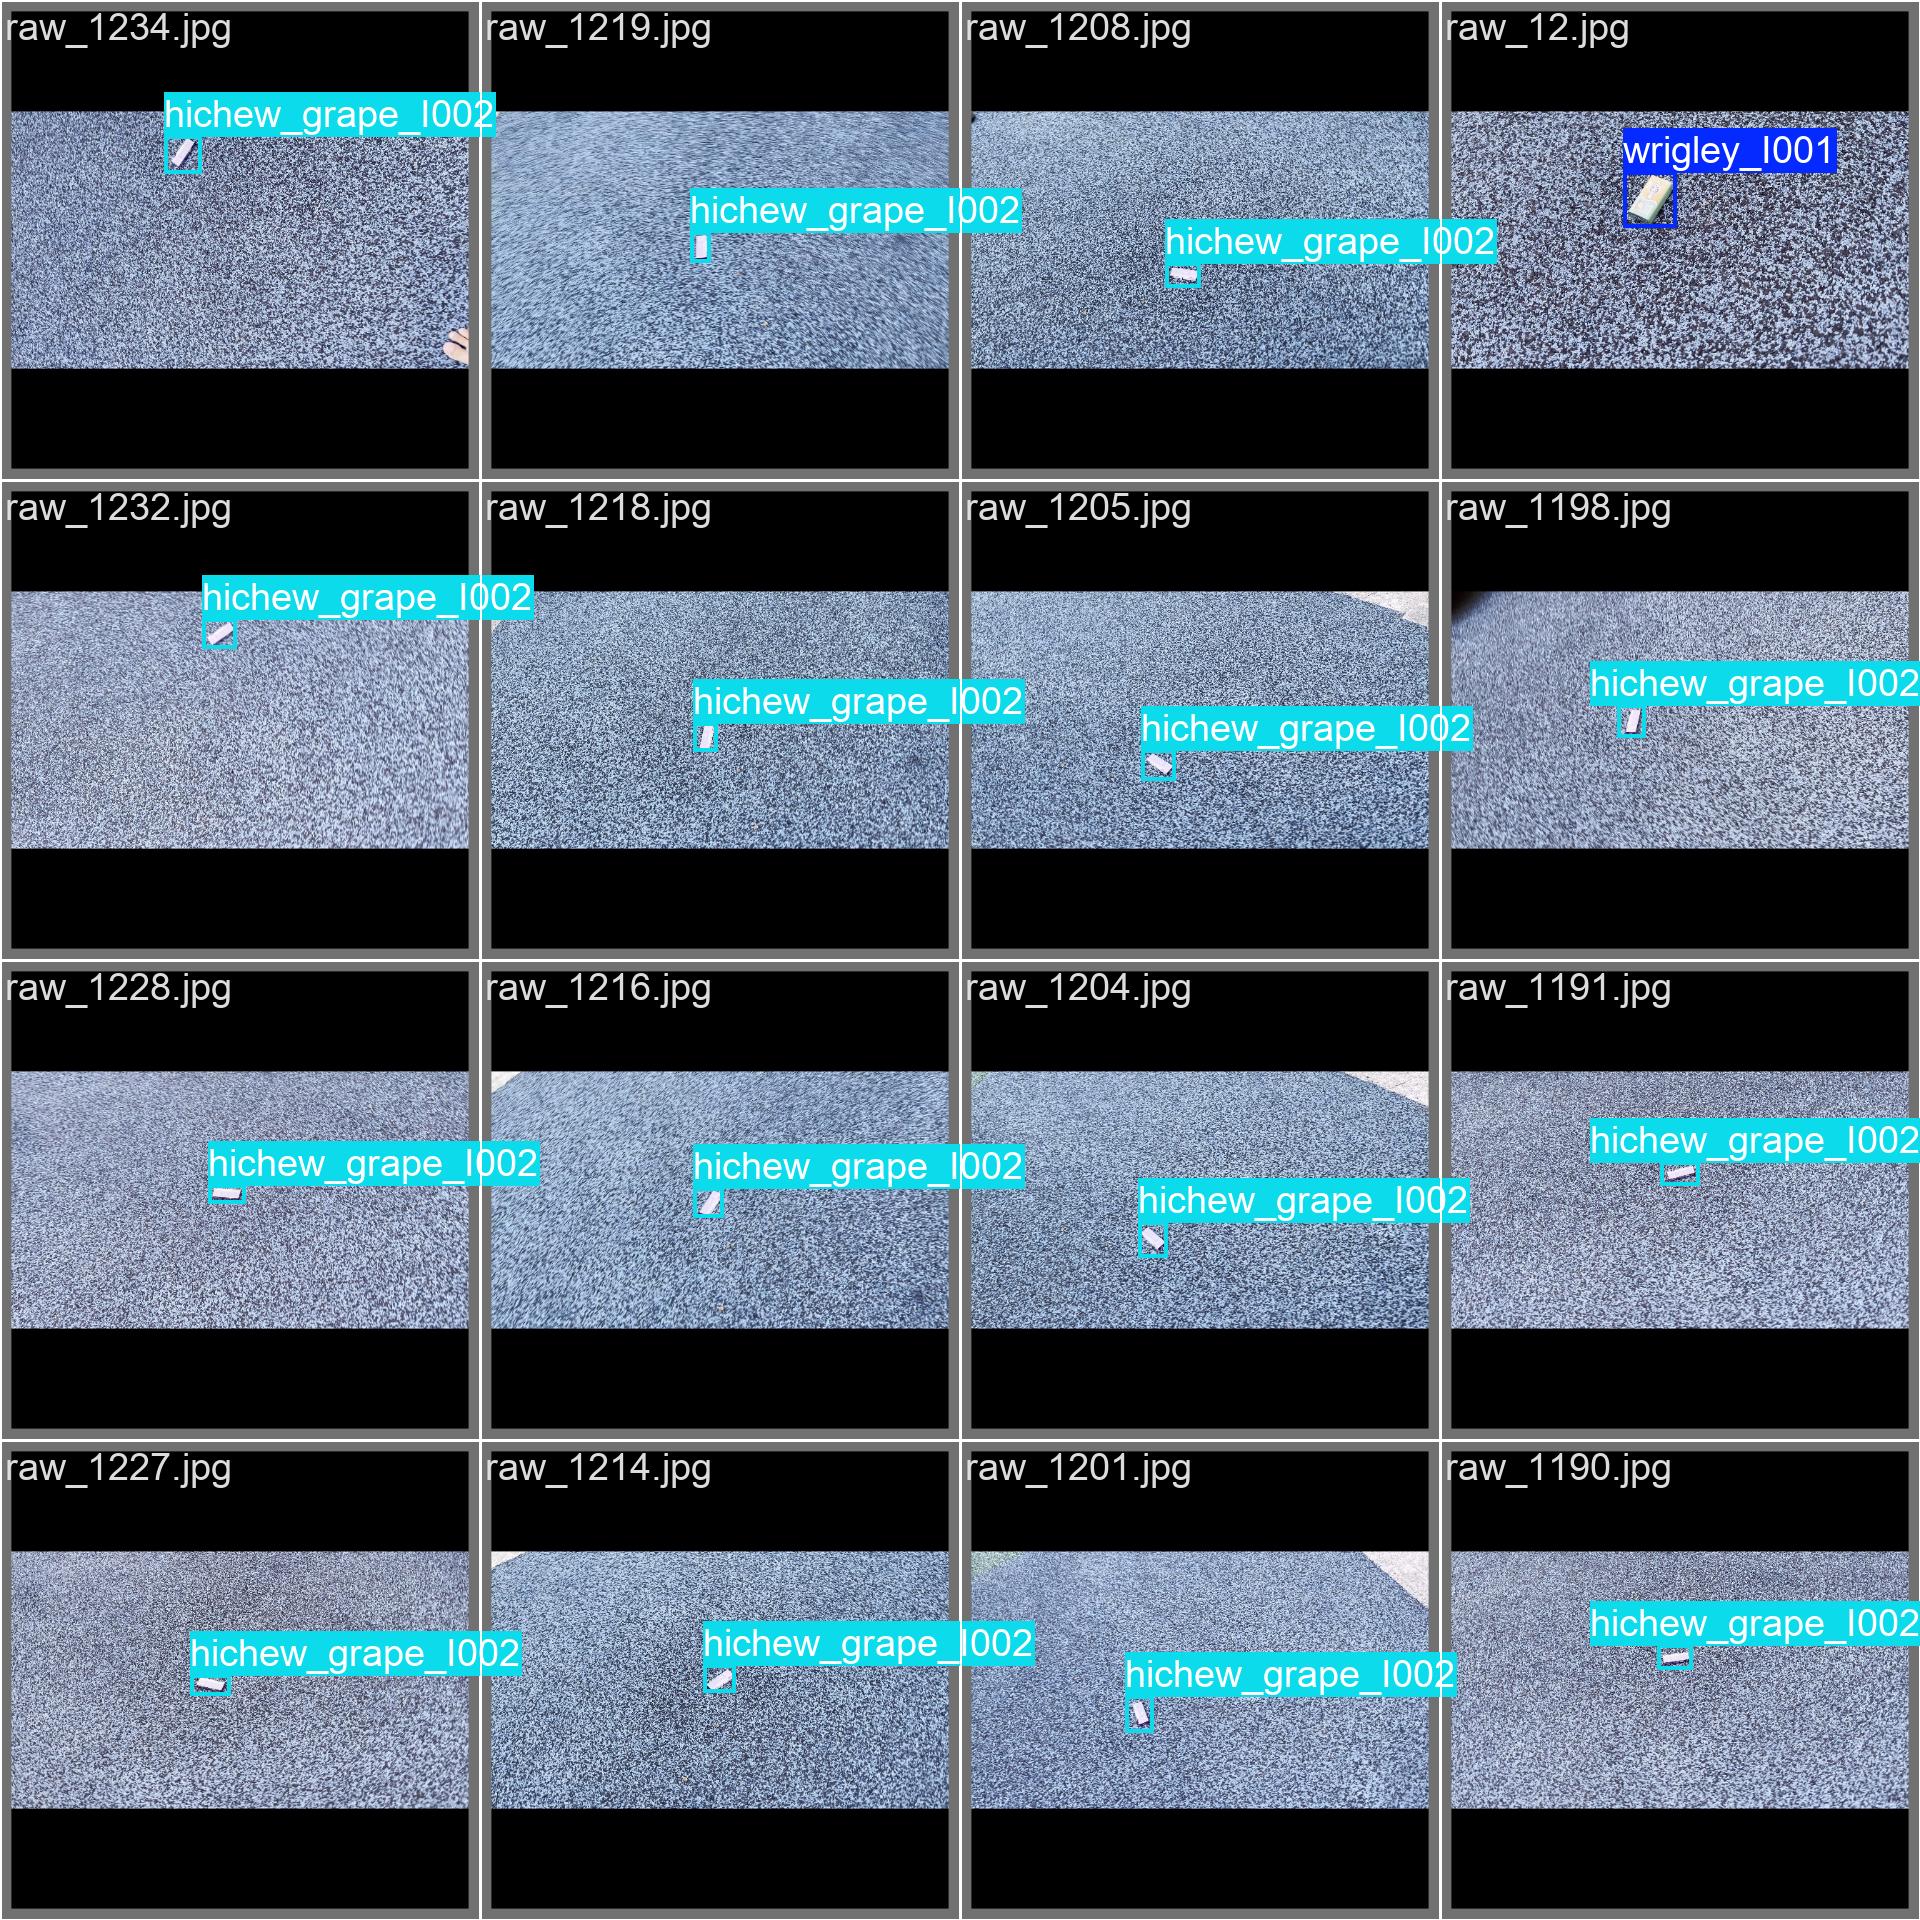 raw_1234.jpg
hichew_grape_l002
raw_1219.jpg
hichew_grape_l002
raw_1208.jpg
hichew_grape_l002
raw_12.jpg
wrigley_l001
raw_1232.jpg
hichew_grape_l002
raw_1218.jpg
hichew_grape_l002
raw_1205.jpg
hichew_grape_l002
raw_1198.jpg
hichew_grape_l002
raw_1228.jpg
hichew_grape_l002
raw_1216.jpg
hichew_grape_l002
raw_1204.jpg
hichew_grape_l002
raw_1191.jpg
hichew_grape_l002
raw_1227.jpg
hichew_grape_l002
raw_1214.jpg
hichew_grape_l002
raw_1201.jpg
hichew_grape_l002
raw_1190.jpg
hichew_grape_l002